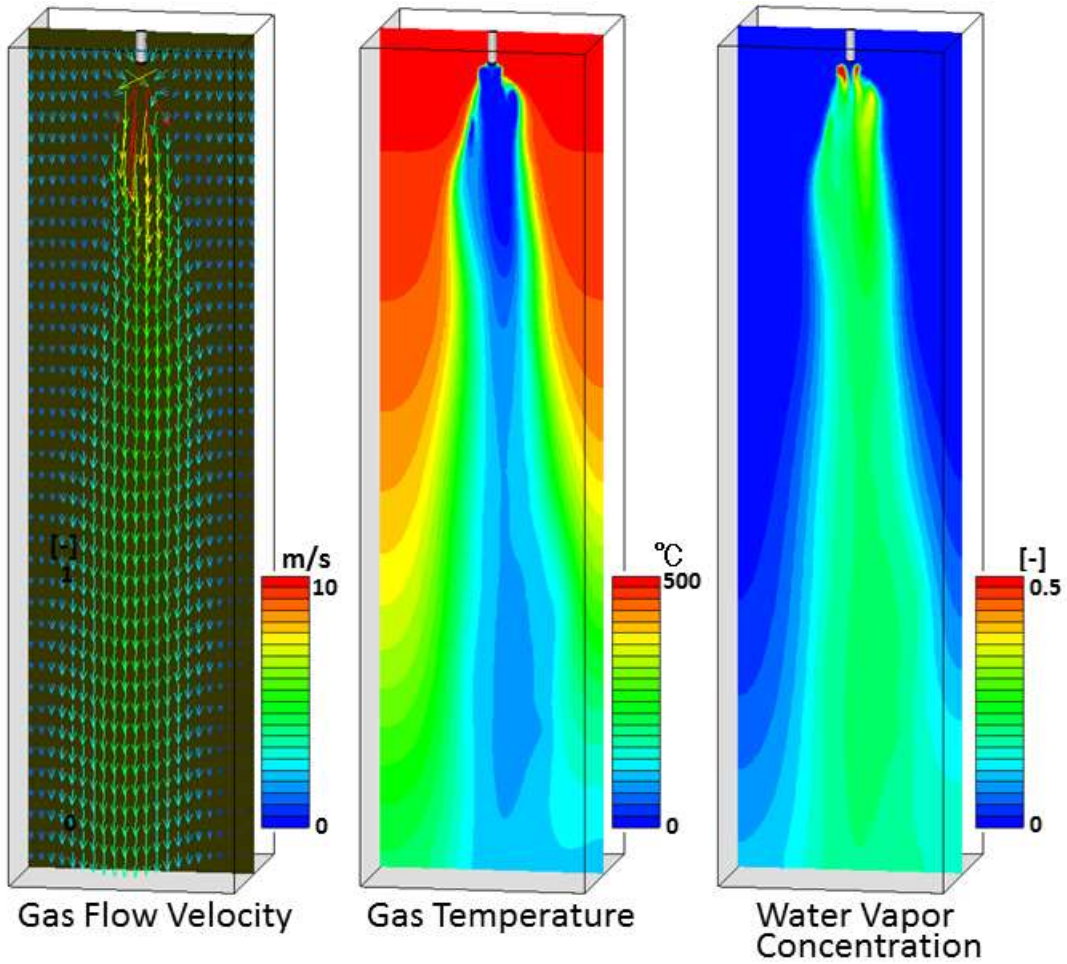 [-]
1
0
m/s
10
0
Gas Flow Velocity
°C
500
0
Gas Temperature
[-]
0.5
0
Water Vapor
Concentration